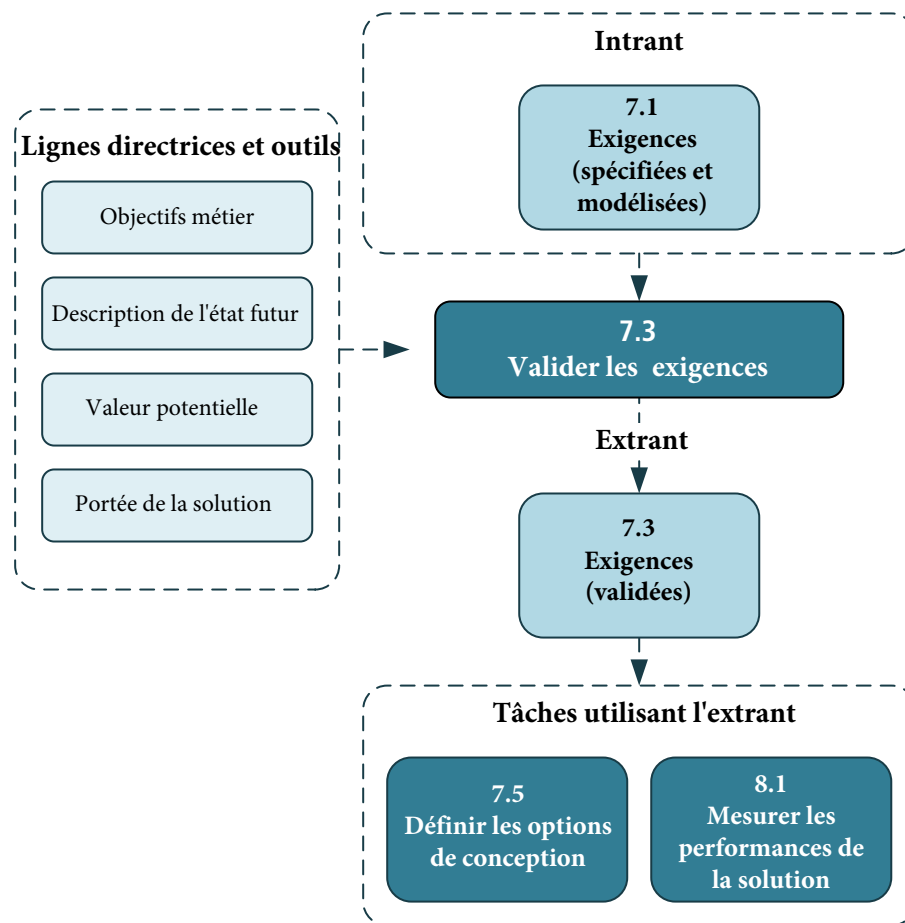 Intrant
7.1
Exigences
(spécifiées et
modélisées)
Lignes directrices et outils
Objectifs métier
Description de l'état futur
Valeur potentielle
Portée de la solution
7.3
Valider les exigences
Extrant
7.3
Exigences
(validées)
Tâches utilisant l'extrant
7.5
Définir les options
de conception
8.1
Mesurer les
performances de
la solution